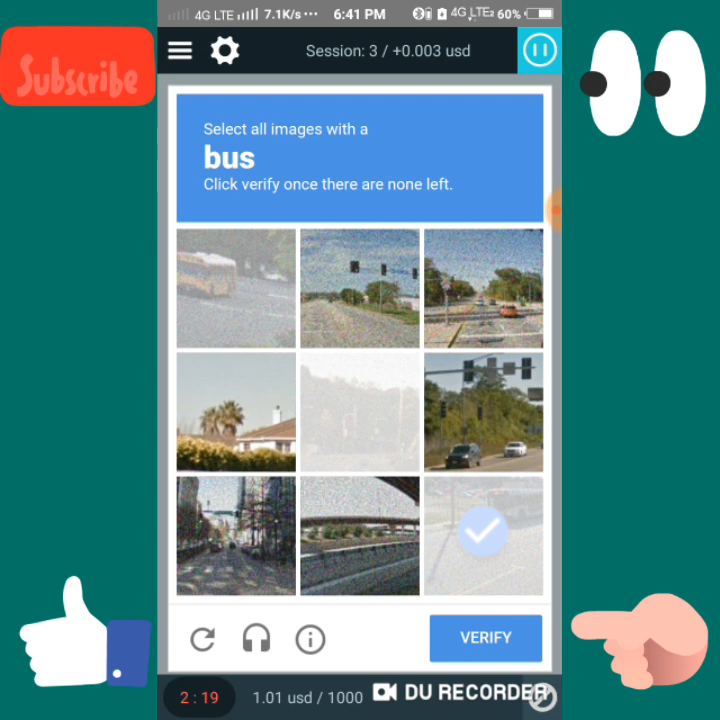 4G LTE 7.1K/s ··· 6:41 PM 4G LTE2 60%
Subscribe
Session: 3 / +0.003 usd
Select all images with a
bus
Click verify once there are none left.
VERIFY
2 : 19 1.01 usd / 1000 DU RECORDER